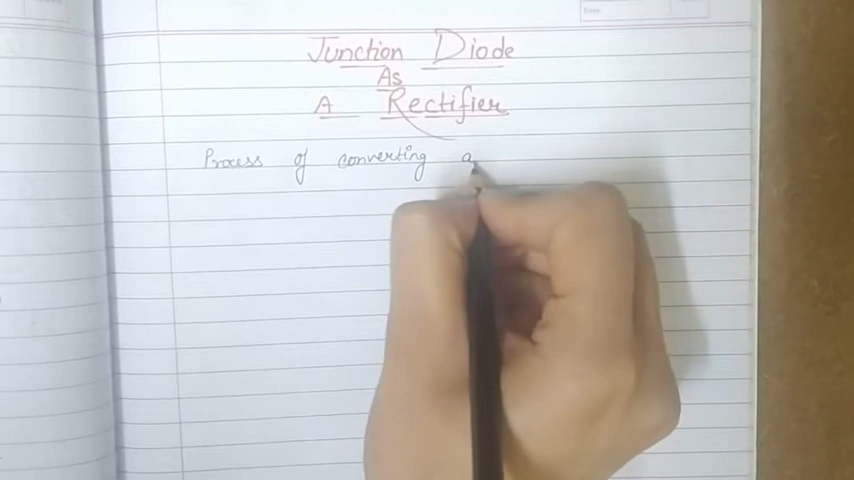 Junction Diode
As
A Rectifier
Process of converting a